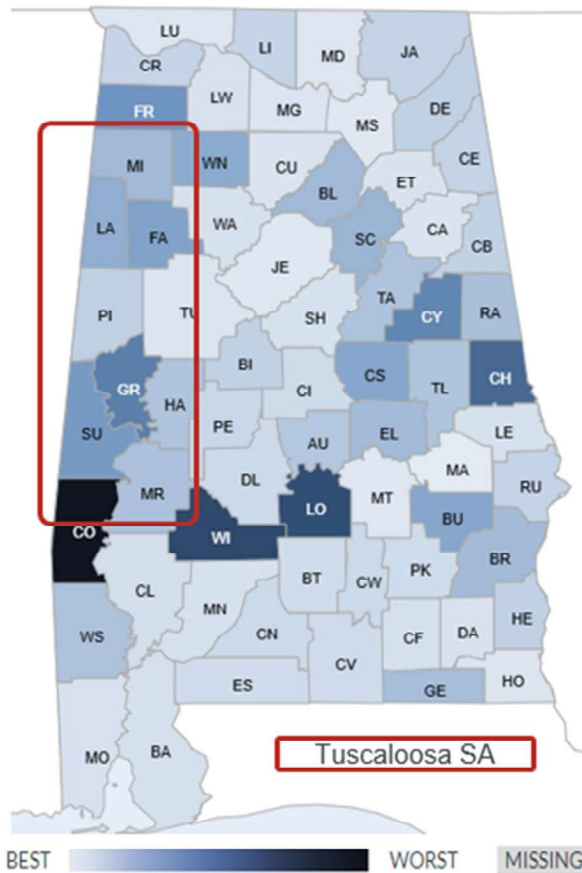 LU
LI
MD
JA
CR
FR
LW
MG
MS
DE
CE
MI
WN
CU
BL
ET
LA
FA
WA
SC
CA
CB
JE
PI
TU
SH
TA
CY
RA
GR
BI
CS
CH
HA
CI
TL
SU
PE
AU
EL
LE
DL
MA
MR
LO
MT
RU
BU
CO
WI
BR
BT
CW
PK
CL
MN
WS
CN
CF
DA
HE
ES
CV
GE
HO
MO
BA
Tuscaloosa SA
BEST WORST MISSING